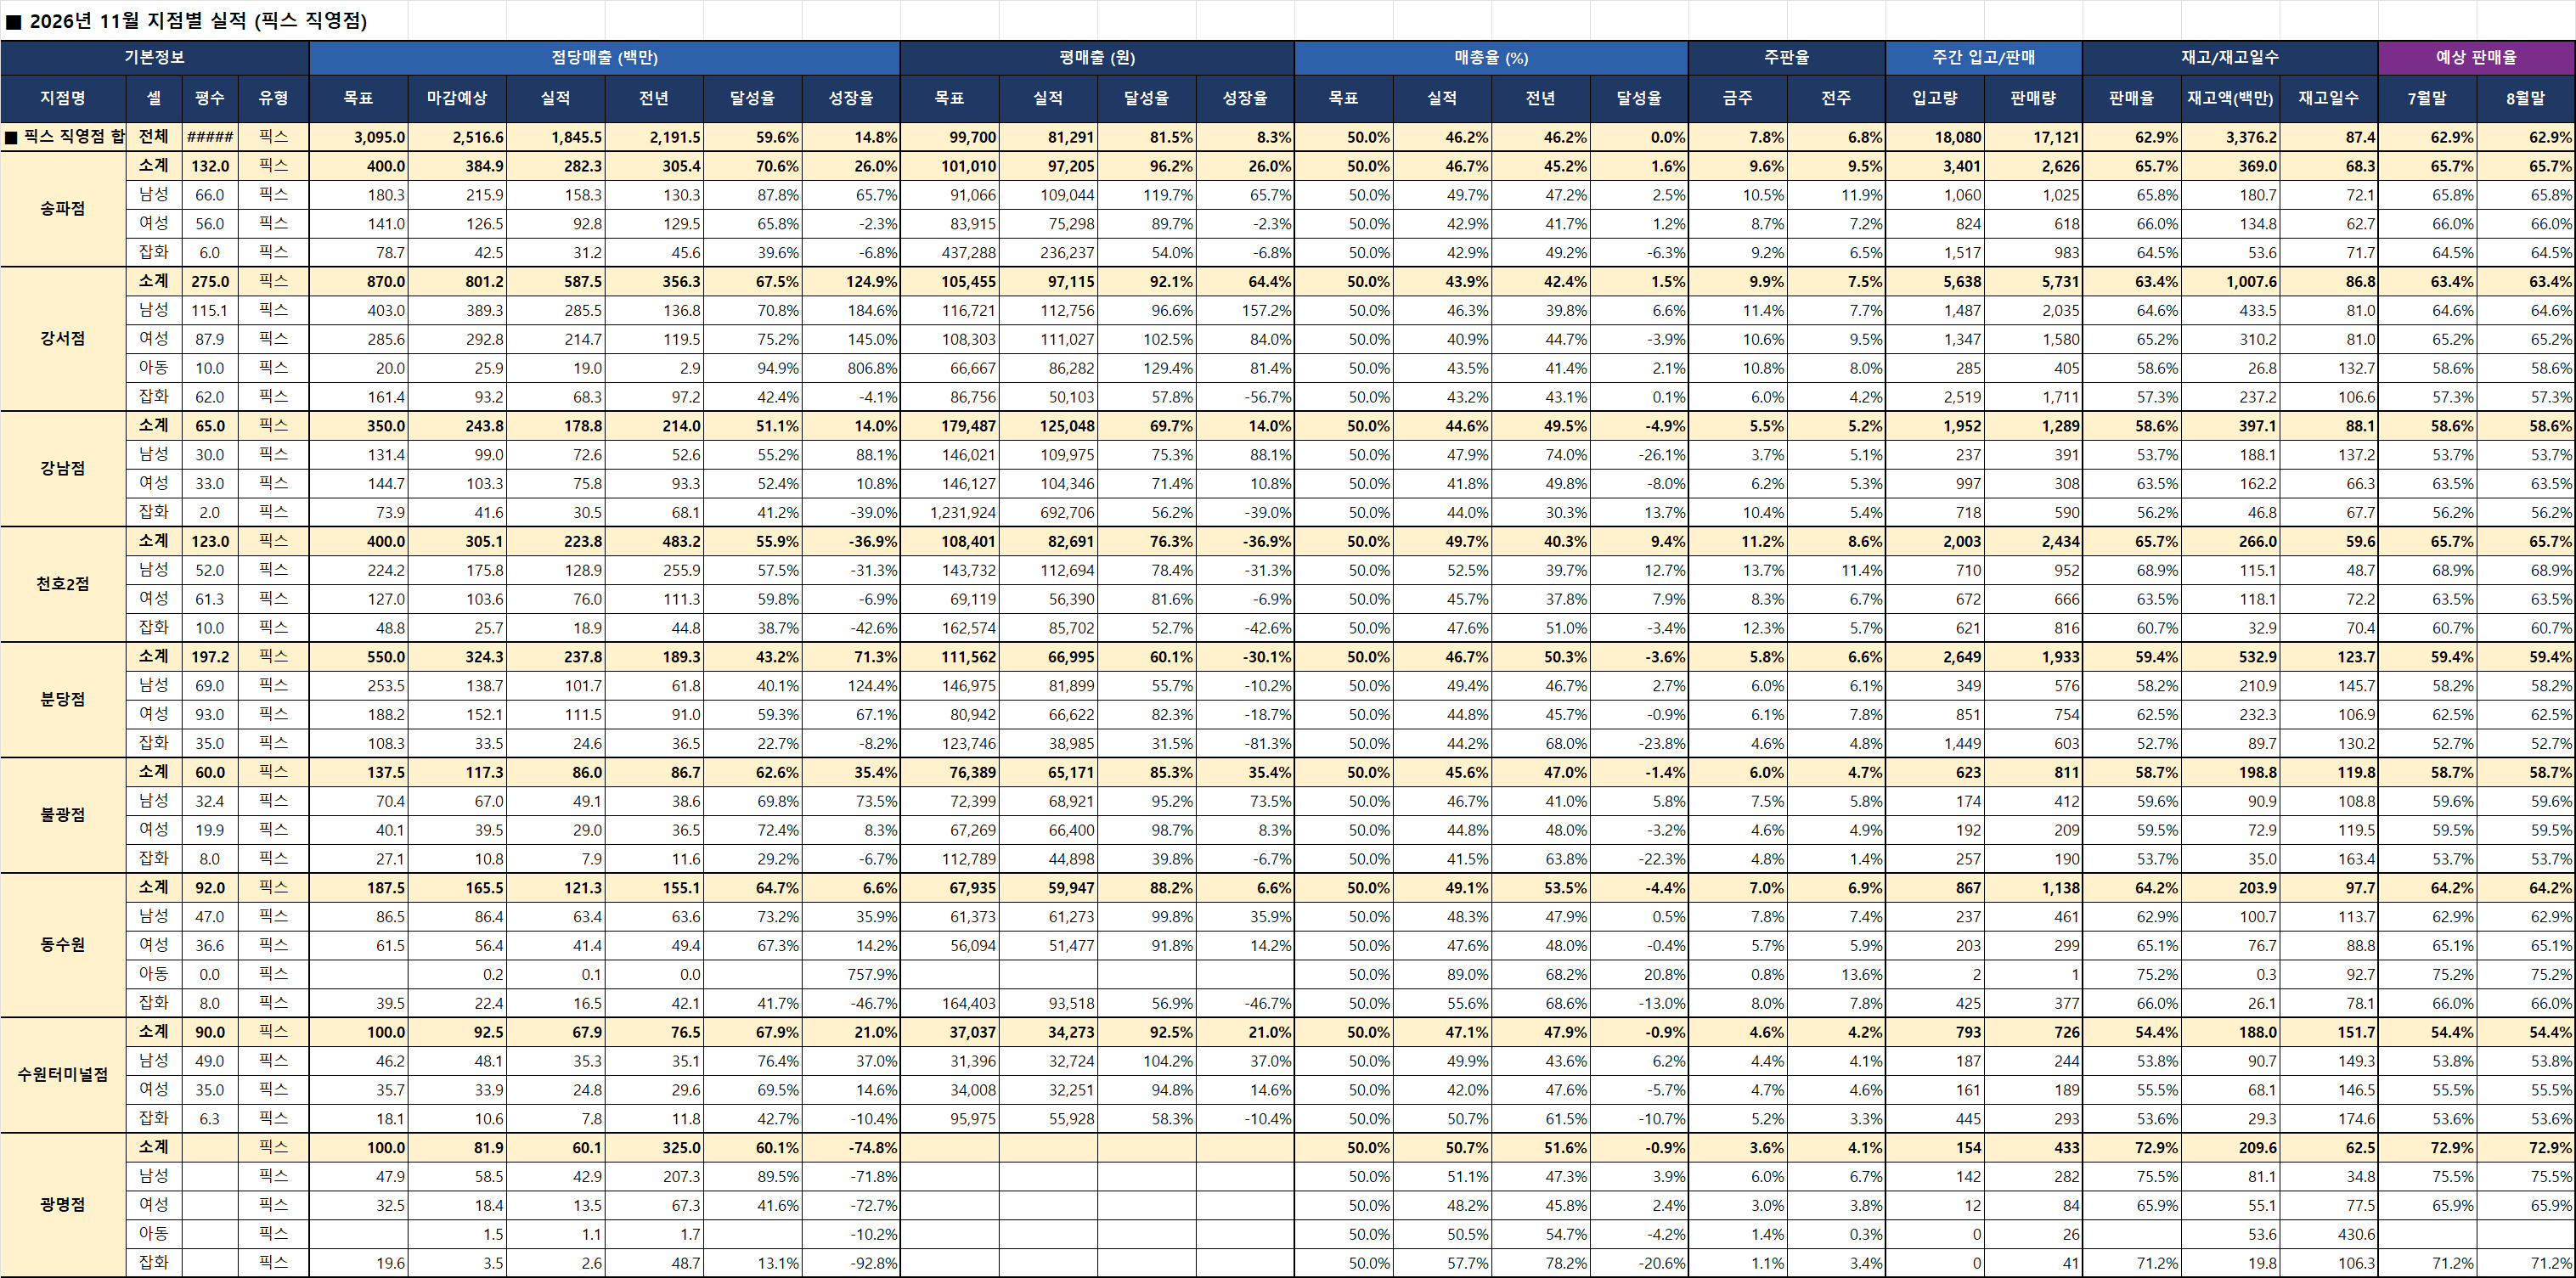 ■ 2026년 11월 지점별 실적 (픽스 직영점)
기본정보 점당매출 (백만) 평매출 (원) 매총율 (%) 주판율 주간 입고/판매 재고/재고일수 예상 판매율
지점명 셀 평수 유형 목표 마감예상 실적 전년 달성율 성장율 목표 실적 달성율 성장율 목표 실적 전년 달성율 금주 전주 입고량 판매량 판매율 재고액(백만) 재고일수 7월말 8월말
■ 픽스 직영점 합 전체 ##### 픽스 3,095.0 2,516.6 1,845.5 2,191.5 59.6% 14.8% 99,700 81,291 81.5% 8.3% 50.0% 46.2% 46.2% 0.0% 7.8% 6.8% 18,080 17,121 62.9% 3,376.2 87.4 62.9% 62.9%
송파점 소계 132.0 픽스 400.0 384.9 282.3 305.4 70.6% 26.0% 101,010 97,205 96.2% 26.0% 50.0% 46.7% 45.2% 1.6% 9.6% 9.5% 3,401 2,626 65.7% 369.0 68.3 65.7% 65.7%
남성 66.0 픽스 180.3 215.9 158.3 130.3 87.8% 65.7% 91,066 109,044 119.7% 65.7% 50.0% 49.7% 47.2% 2.5% 10.5% 11.9% 1,060 1,025 65.8% 180.7 72.1 65.8% 65.8%
여성 56.0 픽스 141.0 126.5 92.8 129.5 65.8% -2.3% 83,915 75,298 89.7% -2.3% 50.0% 42.9% 41.7% 1.2% 8.7% 7.2% 824 618 66.0% 134.8 62.7 66.0% 66.0%
잡화 6.0 픽스 78.7 42.5 31.2 45.6 39.6% -6.8% 437,288 236,237 54.0% -6.8% 50.0% 42.9% 49.2% -6.3% 9.2% 6.5% 1,517 983 64.5% 53.6 71.7 64.5% 64.5%
강서점 소계 275.0 픽스 870.0 801.2 587.5 356.3 67.5% 124.9% 105,455 97,115 92.1% 64.4% 50.0% 43.9% 42.4% 1.5% 9.9% 7.5% 5,638 5,731 63.4% 1,007.6 86.8 63.4% 63.4%
남성 115.1 픽스 403.0 389.3 285.5 136.8 70.8% 184.6% 116,721 112,756 96.6% 157.2% 50.0% 46.3% 39.8% 6.6% 11.4% 7.7% 1,487 2,035 64.6% 433.5 81.0 64.6% 64.6%
여성 87.9 픽스 285.6 292.8 214.7 119.5 75.2% 145.0% 108,303 111,027 102.5% 84.0% 50.0% 40.9% 44.7% -3.9% 10.6% 9.5% 1,347 1,580 65.2% 310.2 81.0 65.2% 65.2%
아동 10.0 픽스 20.0 25.9 19.0 2.9 94.9% 806.8% 66,667 86,282 129.4% 81.4% 50.0% 43.5% 41.4% 2.1% 10.8% 8.0% 285 405 58.6% 26.8 132.7 58.6% 58.6%
잡화 62.0 픽스 161.4 93.2 68.3 97.2 42.4% -4.1% 86,756 50,103 57.8% -56.7% 50.0% 43.2% 43.1% 0.1% 6.0% 4.2% 2,519 1,711 57.3% 237.2 106.6 57.3% 57.3%
강남점 소계 65.0 픽스 350.0 243.8 178.8 214.0 51.1% 14.0% 179,487 125,048 69.7% 14.0% 50.0% 44.6% 49.5% -4.9% 5.5% 5.2% 1,952 1,289 58.6% 397.1 88.1 58.6% 58.6%
남성 30.0 픽스 131.4 99.0 72.6 52.6 55.2% 88.1% 146,021 109,975 75.3% 88.1% 50.0% 47.9% 74.0% -26.1% 3.7% 5.1% 237 391 53.7% 188.1 137.2 53.7% 53.7%
여성 33.0 픽스 144.7 103.3 75.8 93.3 52.4% 10.8% 146,127 104,346 71.4% 10.8% 50.0% 41.8% 49.8% -8.0% 6.2% 5.3% 997 308 63.5% 162.2 66.3 63.5% 63.5%
잡화 2.0 픽스 73.9 41.6 30.5 68.1 41.2% -39.0% 1,231,924 692,706 56.2% -39.0% 50.0% 44.0% 30.3% 13.7% 10.4% 5.4% 718 590 56.2% 46.8 67.7 56.2% 56.2%
천호2점 소계 123.0 픽스 400.0 305.1 223.8 483.2 55.9% -36.9% 108,401 82,691 76.3% -36.9% 50.0% 49.7% 40.3% 9.4% 11.2% 8.6% 2,003 2,434 65.7% 266.0 59.6 65.7% 65.7%
남성 52.0 픽스 224.2 175.8 128.9 255.9 57.5% -31.3% 143,732 112,694 78.4% -31.3% 50.0% 52.5% 39.7% 12.7% 13.7% 11.4% 710 952 68.9% 115.1 48.7 68.9% 68.9%
여성 61.3 픽스 127.0 103.6 76.0 111.3 59.8% -6.9% 69,119 56,390 81.6% -6.9% 50.0% 45.7% 37.8% 7.9% 8.3% 6.7% 672 666 63.5% 118.1 72.2 63.5% 63.5%
잡화 10.0 픽스 48.8 25.7 18.9 44.8 38.7% -42.6% 162,574 85,702 52.7% -42.6% 50.0% 47.6% 51.0% -3.4% 12.3% 5.7% 621 816 60.7% 32.9 70.4 60.7% 60.7%
분당점 소계 197.2 픽스 550.0 324.3 237.8 189.3 43.2% 71.3% 111,562 66,995 60.1% -30.1% 50.0% 46.7% 50.3% -3.6% 5.8% 6.6% 2,649 1,933 59.4% 532.9 123.7 59.4% 59.4%
남성 69.0 픽스 253.5 138.7 101.7 61.8 40.1% 124.4% 146,975 81,899 55.7% -10.2% 50.0% 49.4% 46.7% 2.7% 6.0% 6.1% 349 576 58.2% 210.9 145.7 58.2% 58.2%
여성 93.0 픽스 188.2 152.1 111.5 91.0 59.3% 67.1% 80,942 66,622 82.3% -18.7% 50.0% 44.8% 45.7% -0.9% 6.1% 7.8% 851 754 62.5% 232.3 106.9 62.5% 62.5%
잡화 35.0 픽스 108.3 33.5 24.6 36.5 22.7% -8.2% 123,746 38,985 31.5% -81.3% 50.0% 44.2% 68.0% -23.8% 4.6% 4.8% 1,449 603 52.7% 89.7 130.2 52.7% 52.7%
불광점 소계 60.0 픽스 137.5 117.3 86.0 86.7 62.6% 35.4% 76,389 65,171 85.3% 35.4% 50.0% 45.6% 47.0% -1.4% 6.0% 4.7% 623 811 58.7% 198.8 119.8 58.7% 58.7%
남성 32.4 픽스 70.4 67.0 49.1 38.6 69.8% 73.5% 72,399 68,921 95.2% 73.5% 50.0% 46.7% 41.0% 5.8% 7.5% 5.8% 174 412 59.6% 90.9 108.8 59.6% 59.6%
여성 19.9 픽스 40.1 39.5 29.0 36.5 72.4% 8.3% 67,269 66,400 98.7% 8.3% 50.0% 44.8% 48.0% -3.2% 4.6% 4.9% 192 209 59.5% 72.9 119.5 59.5% 59.5%
잡화 8.0 픽스 27.1 10.8 7.9 11.6 29.2% -6.7% 112,789 44,898 39.8% -6.7% 50.0% 41.5% 63.8% -22.3% 4.8% 1.4% 257 190 53.7% 35.0 163.4 53.7% 53.7%
동수원 소계 92.0 픽스 187.5 165.5 121.3 155.1 64.7% 6.6% 67,935 59,947 88.2% 6.6% 50.0% 49.1% 53.5% -4.4% 7.0% 6.9% 867 1,138 64.2% 203.9 97.7 64.2% 64.2%
남성 47.0 픽스 86.5 86.4 63.4 63.6 73.2% 35.9% 61,373 61,273 99.8% 35.9% 50.0% 48.3% 47.9% 0.5% 7.8% 7.4% 237 461 62.9% 100.7 113.7 62.9% 62.9%
여성 36.6 픽스 61.5 56.4 41.4 49.4 67.3% 14.2% 56,094 51,477 91.8% 14.2% 50.0% 47.6% 48.0% -0.4% 5.7% 5.9% 203 299 65.1% 76.7 88.8 65.1% 65.1%
아동 0.0 픽스 0.2 0.1 0.0 757.9% 50.0% 89.0% 68.2% 20.8% 0.8% 13.6% 2 1 75.2% 0.3 92.7 75.2% 75.2%
잡화 8.0 픽스 39.5 22.4 16.5 42.1 41.7% -46.7% 164,403 93,518 56.9% -46.7% 50.0% 55.6% 68.6% -13.0% 8.0% 7.8% 425 377 66.0% 26.1 78.1 66.0% 66.0%
수원터미널점 소계 90.0 픽스 100.0 92.5 67.9 76.5 67.9% 21.0% 37,037 34,273 92.5% 21.0% 50.0% 47.1% 47.9% -0.9% 4.6% 4.2% 793 726 54.4% 188.0 151.7 54.4% 54.4%
남성 49.0 픽스 46.2 48.1 35.3 35.1 76.4% 37.0% 31,396 32,724 104.2% 37.0% 50.0% 49.9% 43.6% 6.2% 4.4% 4.1% 187 244 53.8% 90.7 149.3 53.8% 53.8%
여성 35.0 픽스 35.7 33.9 24.8 29.6 69.5% 14.6% 34,008 32,251 94.8% 14.6% 50.0% 42.0% 47.6% -5.7% 4.7% 4.6% 161 189 55.5% 68.1 146.5 55.5% 55.5%
잡화 6.3 픽스 18.1 10.6 7.8 11.8 42.7% -10.4% 95,975 55,928 58.3% -10.4% 50.0% 50.7% 61.5% -10.7% 5.2% 3.3% 445 293 53.6% 29.3 174.6 53.6% 53.6%
광명점 소계 픽스 100.0 81.9 60.1 325.0 60.1% -74.8% 50.0% 50.7% 51.6% -0.9% 3.6% 4.1% 154 433 72.9% 209.6 62.5 72.9% 72.9%
남성 픽스 47.9 58.5 42.9 207.3 89.5% -71.8% 50.0% 51.1% 47.3% 3.9% 6.0% 6.7% 142 282 75.5% 81.1 34.8 75.5% 75.5%
여성 픽스 32.5 18.4 13.5 67.3 41.6% -72.7% 50.0% 48.2% 45.8% 2.4% 3.0% 3.8% 12 84 65.9% 55.1 77.5 65.9% 65.9%
아동 픽스 1.5 1.1 1.7 -10.2% 50.0% 50.5% 54.7% -4.2% 1.4% 0.3% 0 26 53.6 430.6
잡화 픽스 19.6 3.5 2.6 48.7 13.1% -92.8% 50.0% 57.7% 78.2% -20.6% 1.1% 3.4% 0 41 71.2% 19.8 106.3 71.2% 71.2%